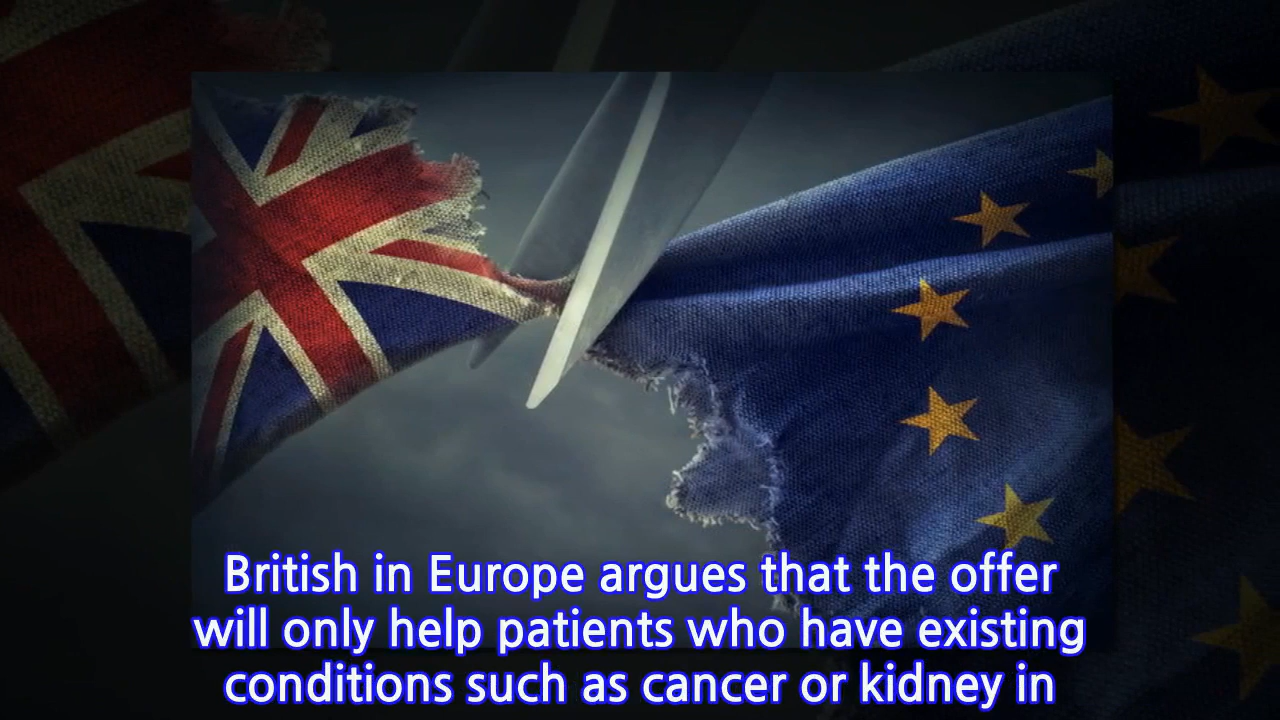 British in Europe argues that the offer
will only help patients who have existing
conditions such as cancer or kidney in